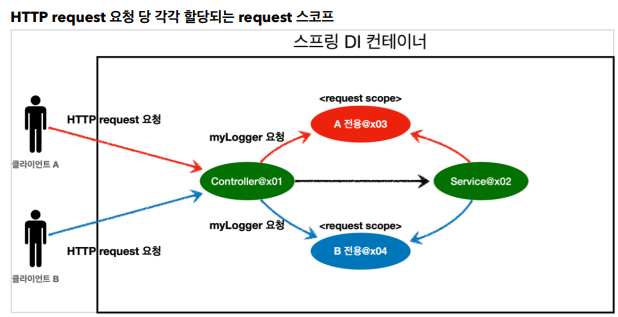 HTTP request 요청 당 각각 할당되는 request 스코프
스프링 DI 컨테이너
<request scope>
HTTP request 요청
A 전용@x03
myLogger 요청
클라이언트 A
Controller@x01
Service@x02
myLogger 요청
<request scope>
HTTP request 요청
B 전용@x04
클라이언트 B